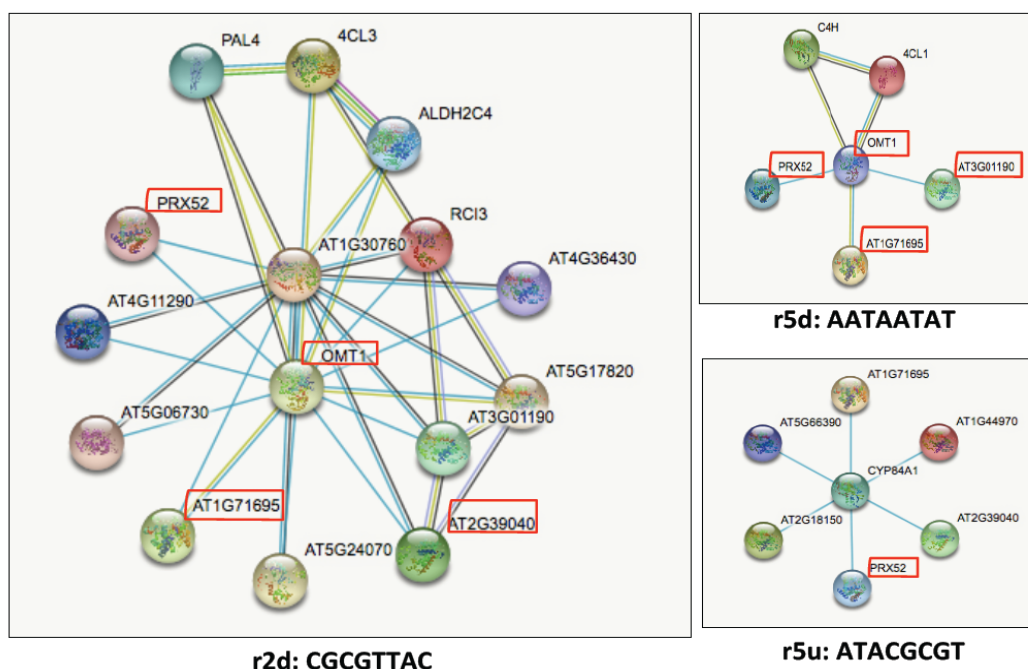 PAL4
4CL3
ALDH2C4
PRX52
RCI3
AT1G30760
AT4G36430
AT4G11290
OMT1
AT5G17820
AT5G06730
AT3G01190
AT1G71695
AT2G39040
AT5G24070
r2d: CGCGTTAC
C4H
4CL1
OMT1
PRX52
AT3G01190
AT1G71695
r5d: AATAATAT
AT1G71695
AT5G66390
AT1G44970
CYP84A1
AT2G18150
AT2G39040
PRX52
r5u: ATACGCGT